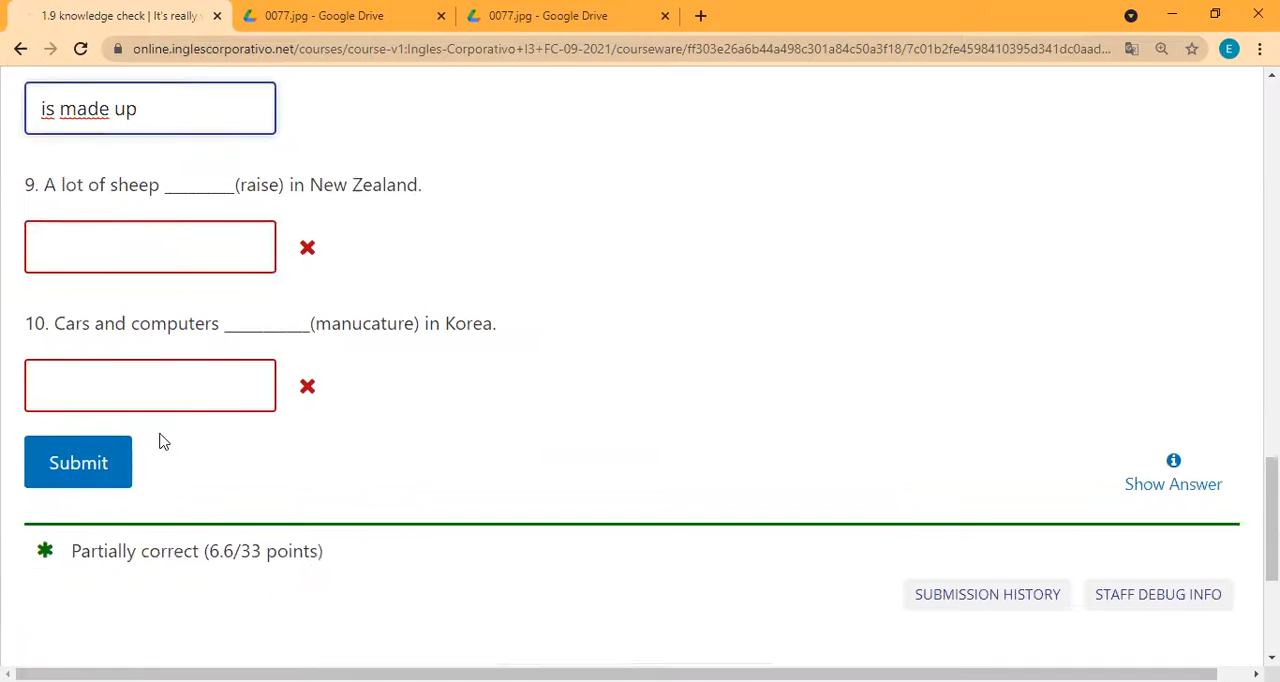 1.9 knowledge check | It's really
0077.jpg - Google Drive
0077.jpg - Google Drive
online.inglescorporativo.net/courses/course-v1:Ingles-Corporativo+I3+FC-09-2021/courseware/ff303e26a6b44a498c301a84c50a3f18/7c01b2fe4598410395d341dc0aad...
E
is made up
9. A lot of sheep ________(raise) in New Zealand.
10. Cars and computers __________(manucature) in Korea.
Submit
Show Answer
Partially correct (6.6/33 points)
SUBMISSION HISTORY
STAFF DEBUG INFO